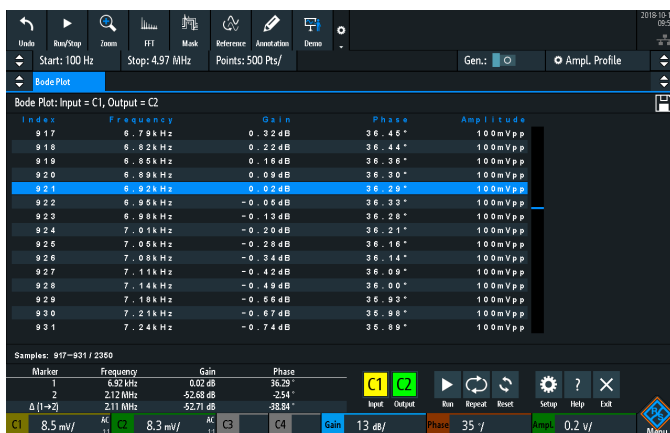 2018-10-1
09:5
Undo Run/Stop Zoom FFT Mask Reference Annotation Demo
Start: 100 Hz Stop: 4.97 MHz Points: 500 Pts/ Gen.: Ampl. Profile
Bode Plot
Bode Plot: Input = C1, Output = C2
Index Frequency Gain Phase Amplitude
917 6.79kHz 0.32dB 36.45° 100mVpp
918 6.82kHz 0.22dB 36.44° 100mVpp
919 6.85kHz 0.16dB 36.36° 100mVpp
920 6.89kHz 0.09dB 36.30° 100mVpp
921 6.92kHz 0.02dB 36.29° 100mVpp
922 6.95kHz -0.05dB 36.33° 100mVpp
923 6.98kHz -0.13dB 36.28° 100mVpp
924 7.01kHz -0.20dB 36.21° 100mVpp
925 7.05kHz -0.28dB 36.16° 100mVpp
926 7.08kHz -0.34dB 36.14° 100mVpp
927 7.11kHz -0.42dB 36.09° 100mVpp
928 7.14kHz -0.49dB 36.00° 100mVpp
929 7.18kHz -0.56dB 35.93° 100mVpp
930 7.21kHz -0.67dB 35.98° 100mVpp
931 7.24kHz -0.74dB 35.89° 100mVpp
Samples: 917-931 / 2350
Marker Frequency Gain Phase
1 6.92 kHz 0.02 dB 36.29 °
2 2.12 MHz -52.68 dB -2.54 °
Δ (1→2) 2.11 MHz -52.71 dB -38.84 °
C1 C2 ?
Input Output Run Repeat Reset Setup Help Exit
C1 8.5 mV/ AC 1:1 C2 8.3 mV/ AC 1:1 C3 C4 Gain 13 dB/ Phase 35 °/ Ampl. 0.2 V/ Menu